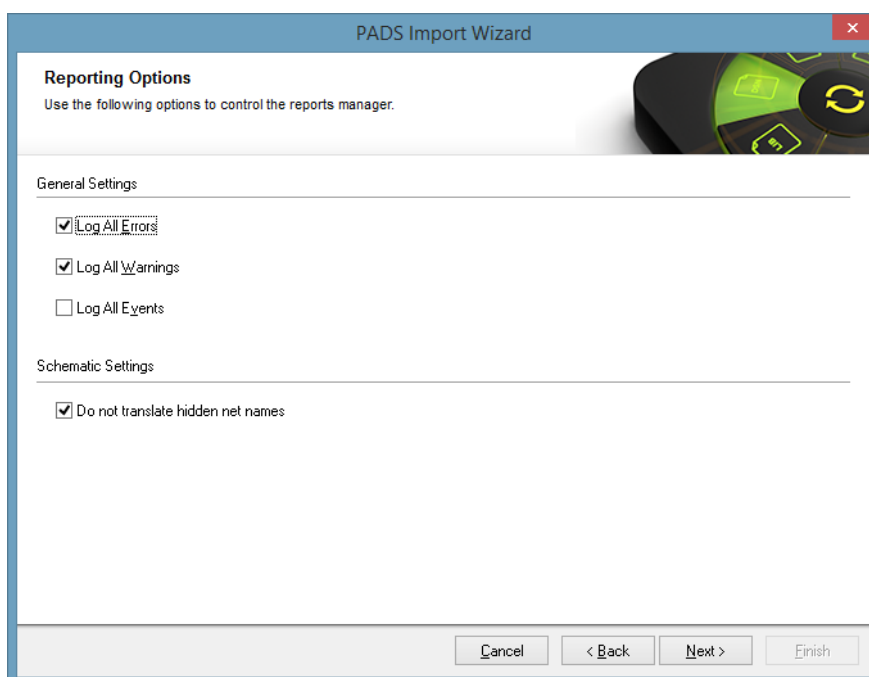 PADS Import Wizard
Reporting Options
Use the following options to control the reports manager.
General Settings
Log All Errors
Log All Warnings
Log All Events
Schematic Settings
Do not translate hidden net names
Cancel
< Back
Next >
Finish